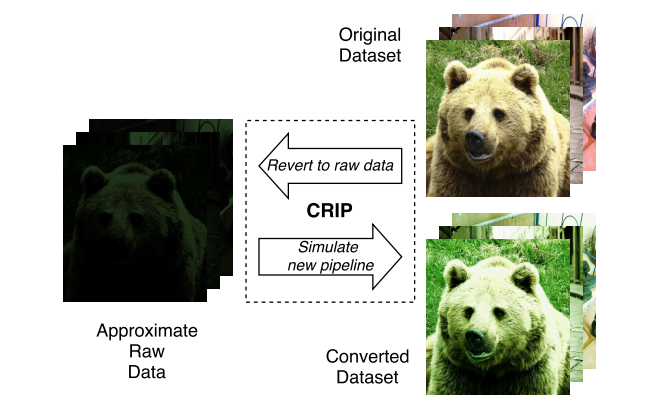 Original
Dataset
Revert to raw data
CRIP
Simulate
new pipeline
Approximate
Raw
Data
Converted
Dataset